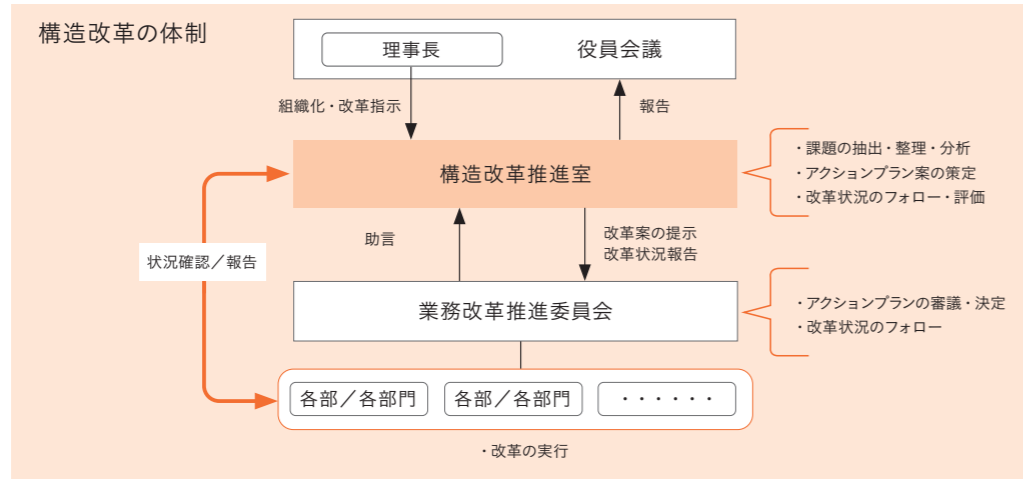 構造改革の体制
理事長
役員会議
組織化・改革指示
報告
構造改革推進室
・課題の抽出・整理・分析
・アクションプラン案の策定
・改革状況のフォロー・評価
助言
改革案の提示
改革状況報告
状況確認／報告
業務改革推進委員会
・アクションプランの審議・決定
・改革状況のフォロー
各部／各部門
各部／各部門
・・・・・・
・改革の実行